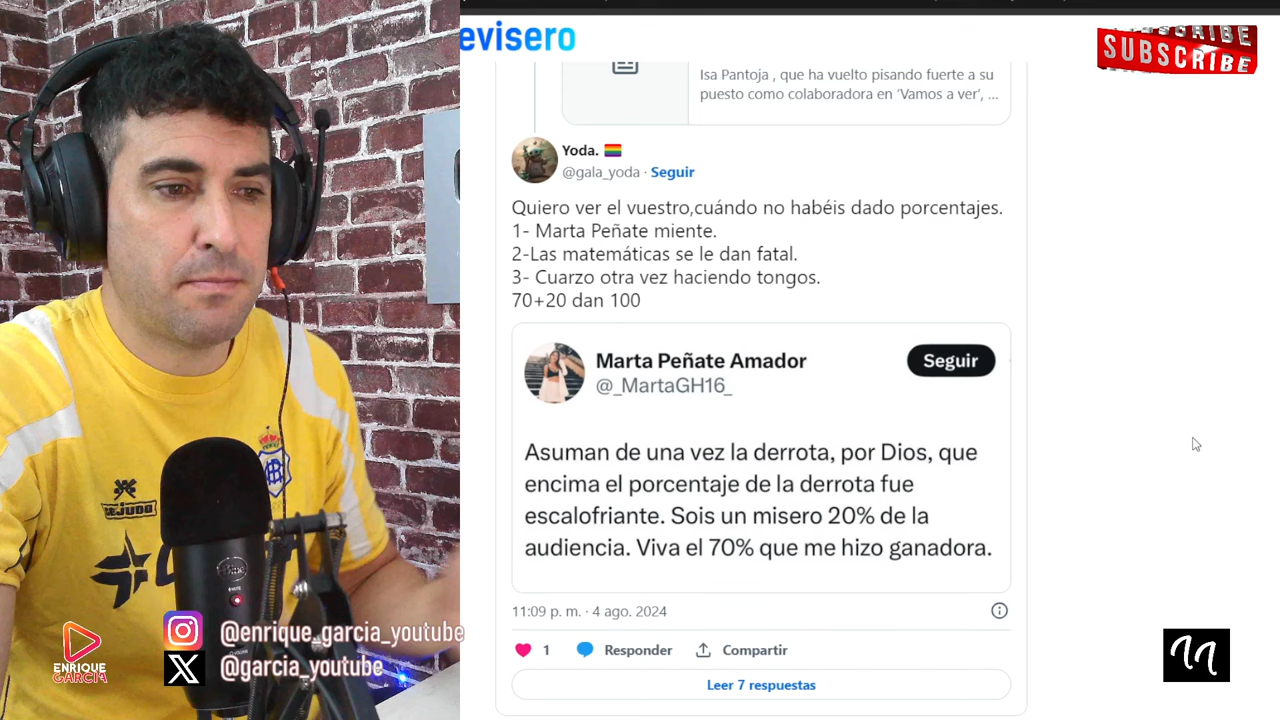 evisero
SUBSCRIBE
SUBSCRIBE
Isa Pantoja , que ha vuelto pisando fuerte a su
puesto como colaboradora en ‘Vamos a ver’, ...
Yoda. 🏳️‍🌈
@gala_yoda · Seguir
Quiero ver el vuestro,cuándo no habéis dado porcentajes.
1- Marta Peñate miente.
2-Las matemáticas se le dan fatal.
3- Cuarzo otra vez haciendo tongos.
70+20 dan 100
Marta Peñate Amador
Seguir
@_MartaGH16_
Asuman de una vez la derrota, por Dios, que
encima el porcentaje de la derrota fue
escalofriante. Sois un misero 20% de la
audiencia. Viva el 70% que me hizo ganadora.
11:09 p. m. · 4 ago. 2024
1
Responder
Compartir
Leer 7 respuestas
@enrique_garcia_youtube
@garcia_youtube
ENRIQUE
GARCIA